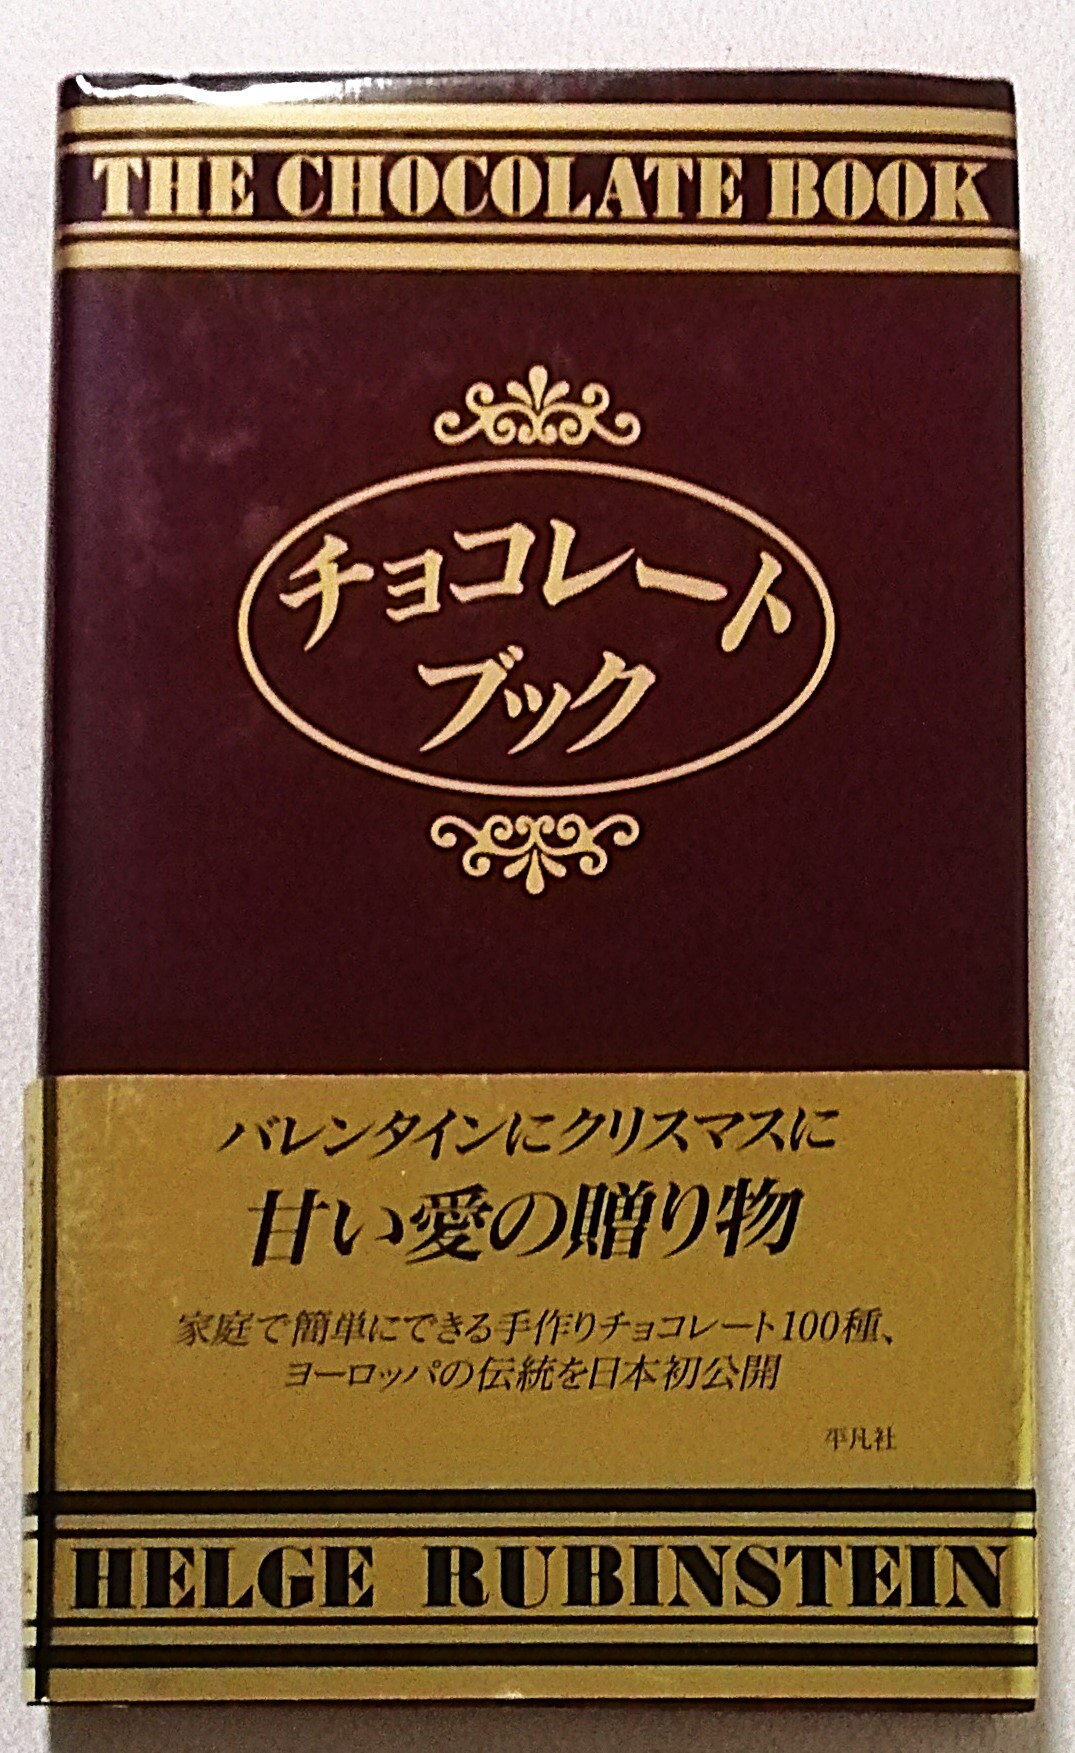 THE CHOCOLATE BOOK
チョコレート
ブック
バレンタインにクリスマスに
甘い愛の贈り物
家庭で簡単にできる手作りチョコレート100種、
ヨーロッパの伝統を日本初公開
平凡社
HELGE RUBINSTEIN